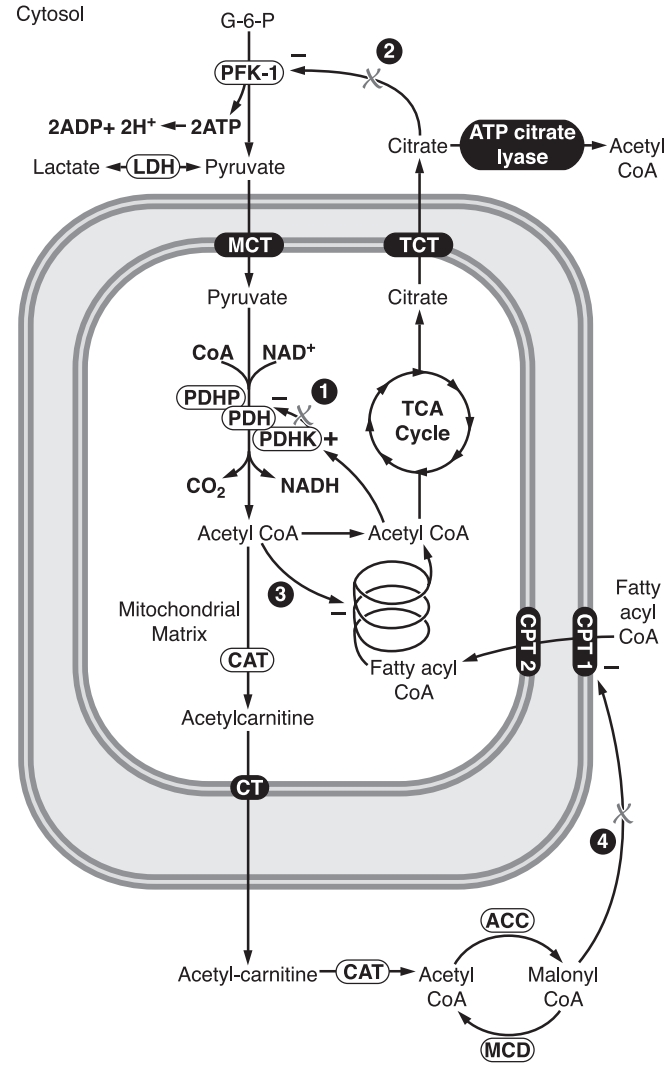 Cytosol
G-6-P
PFK-1
−
2
2ADP+ 2H⁺
2ATP
Citrate
ATP citrate
lyase
Acetyl
CoA
Lactate
LDH
Pyruvate
MCT
TCT
Pyruvate
Citrate
CoA
NAD⁺
PDHP
−
1
PDH
PDHK
+
TCA
Cycle
CO₂
NADH
Acetyl CoA
Acetyl CoA
3
−
Mitochondrial
Matrix
Fatty
acyl
CoA
CPT 2
CPT 1
−
CAT
Fatty acyl
CoA
Acetylcarnitine
CT
4
ACC
Acetyl-carnitine
CAT
Acetyl
CoA
Malonyl
CoA
MCD